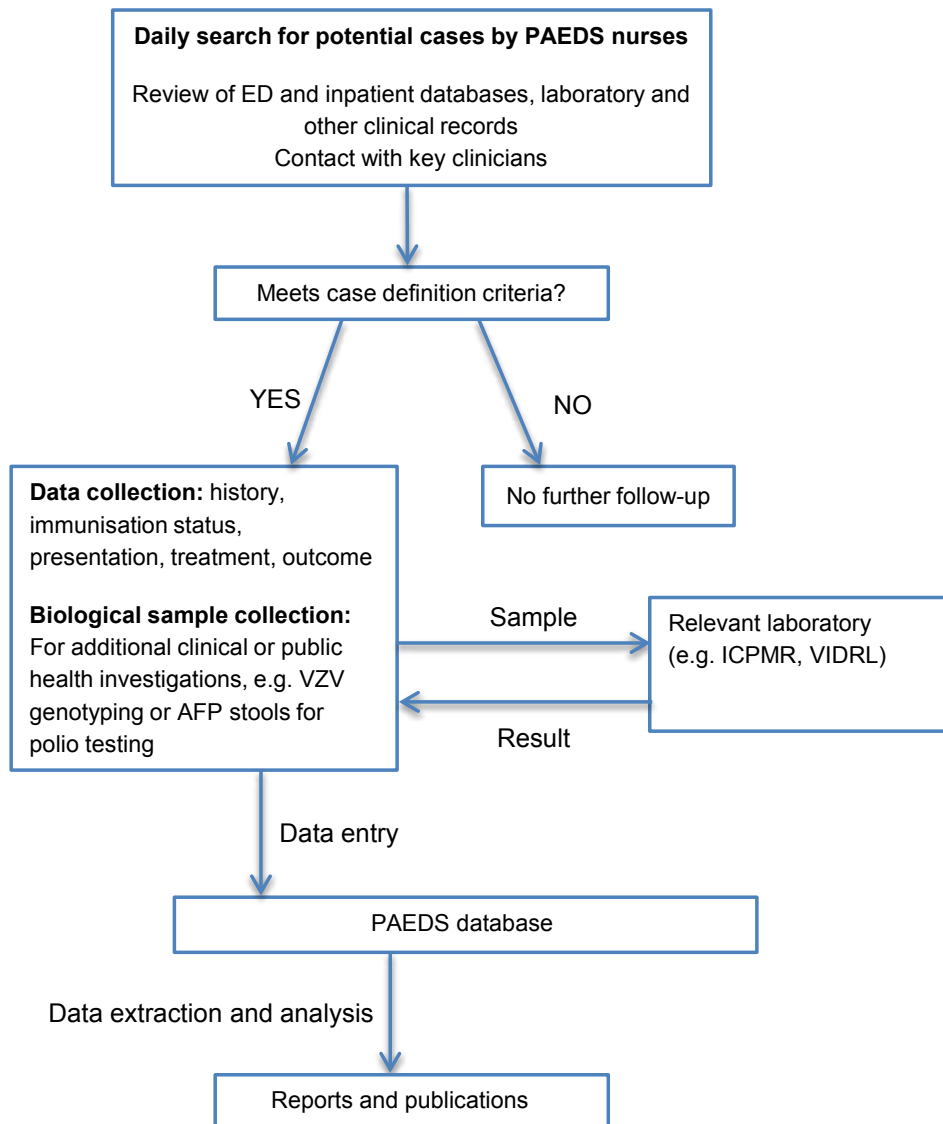 Daily search for potential cases by PAEDS nurses
Review of ED and inpatient databases, laboratory and
other clinical records
Contact with key clinicians
Meets case definition criteria?
YES
NO
Data collection: history,
immunisation status,
presentation, treatment, outcome
Biological sample collection:
For additional clinical or public
health investigations, e.g. VZV
genotyping or AFP stools for
polio testing
No further follow-up
Sample
Relevant laboratory
(e.g. ICPMR, VIDRL)
Result
Data entry
PAEDS database
Data extraction and analysis
Reports and publications